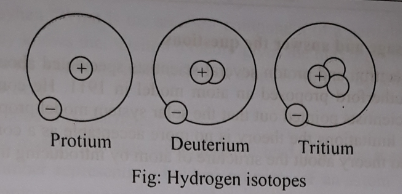 + + +
− − −
Protium Deuterium Tritium
Fig: Hydrogen isotopes